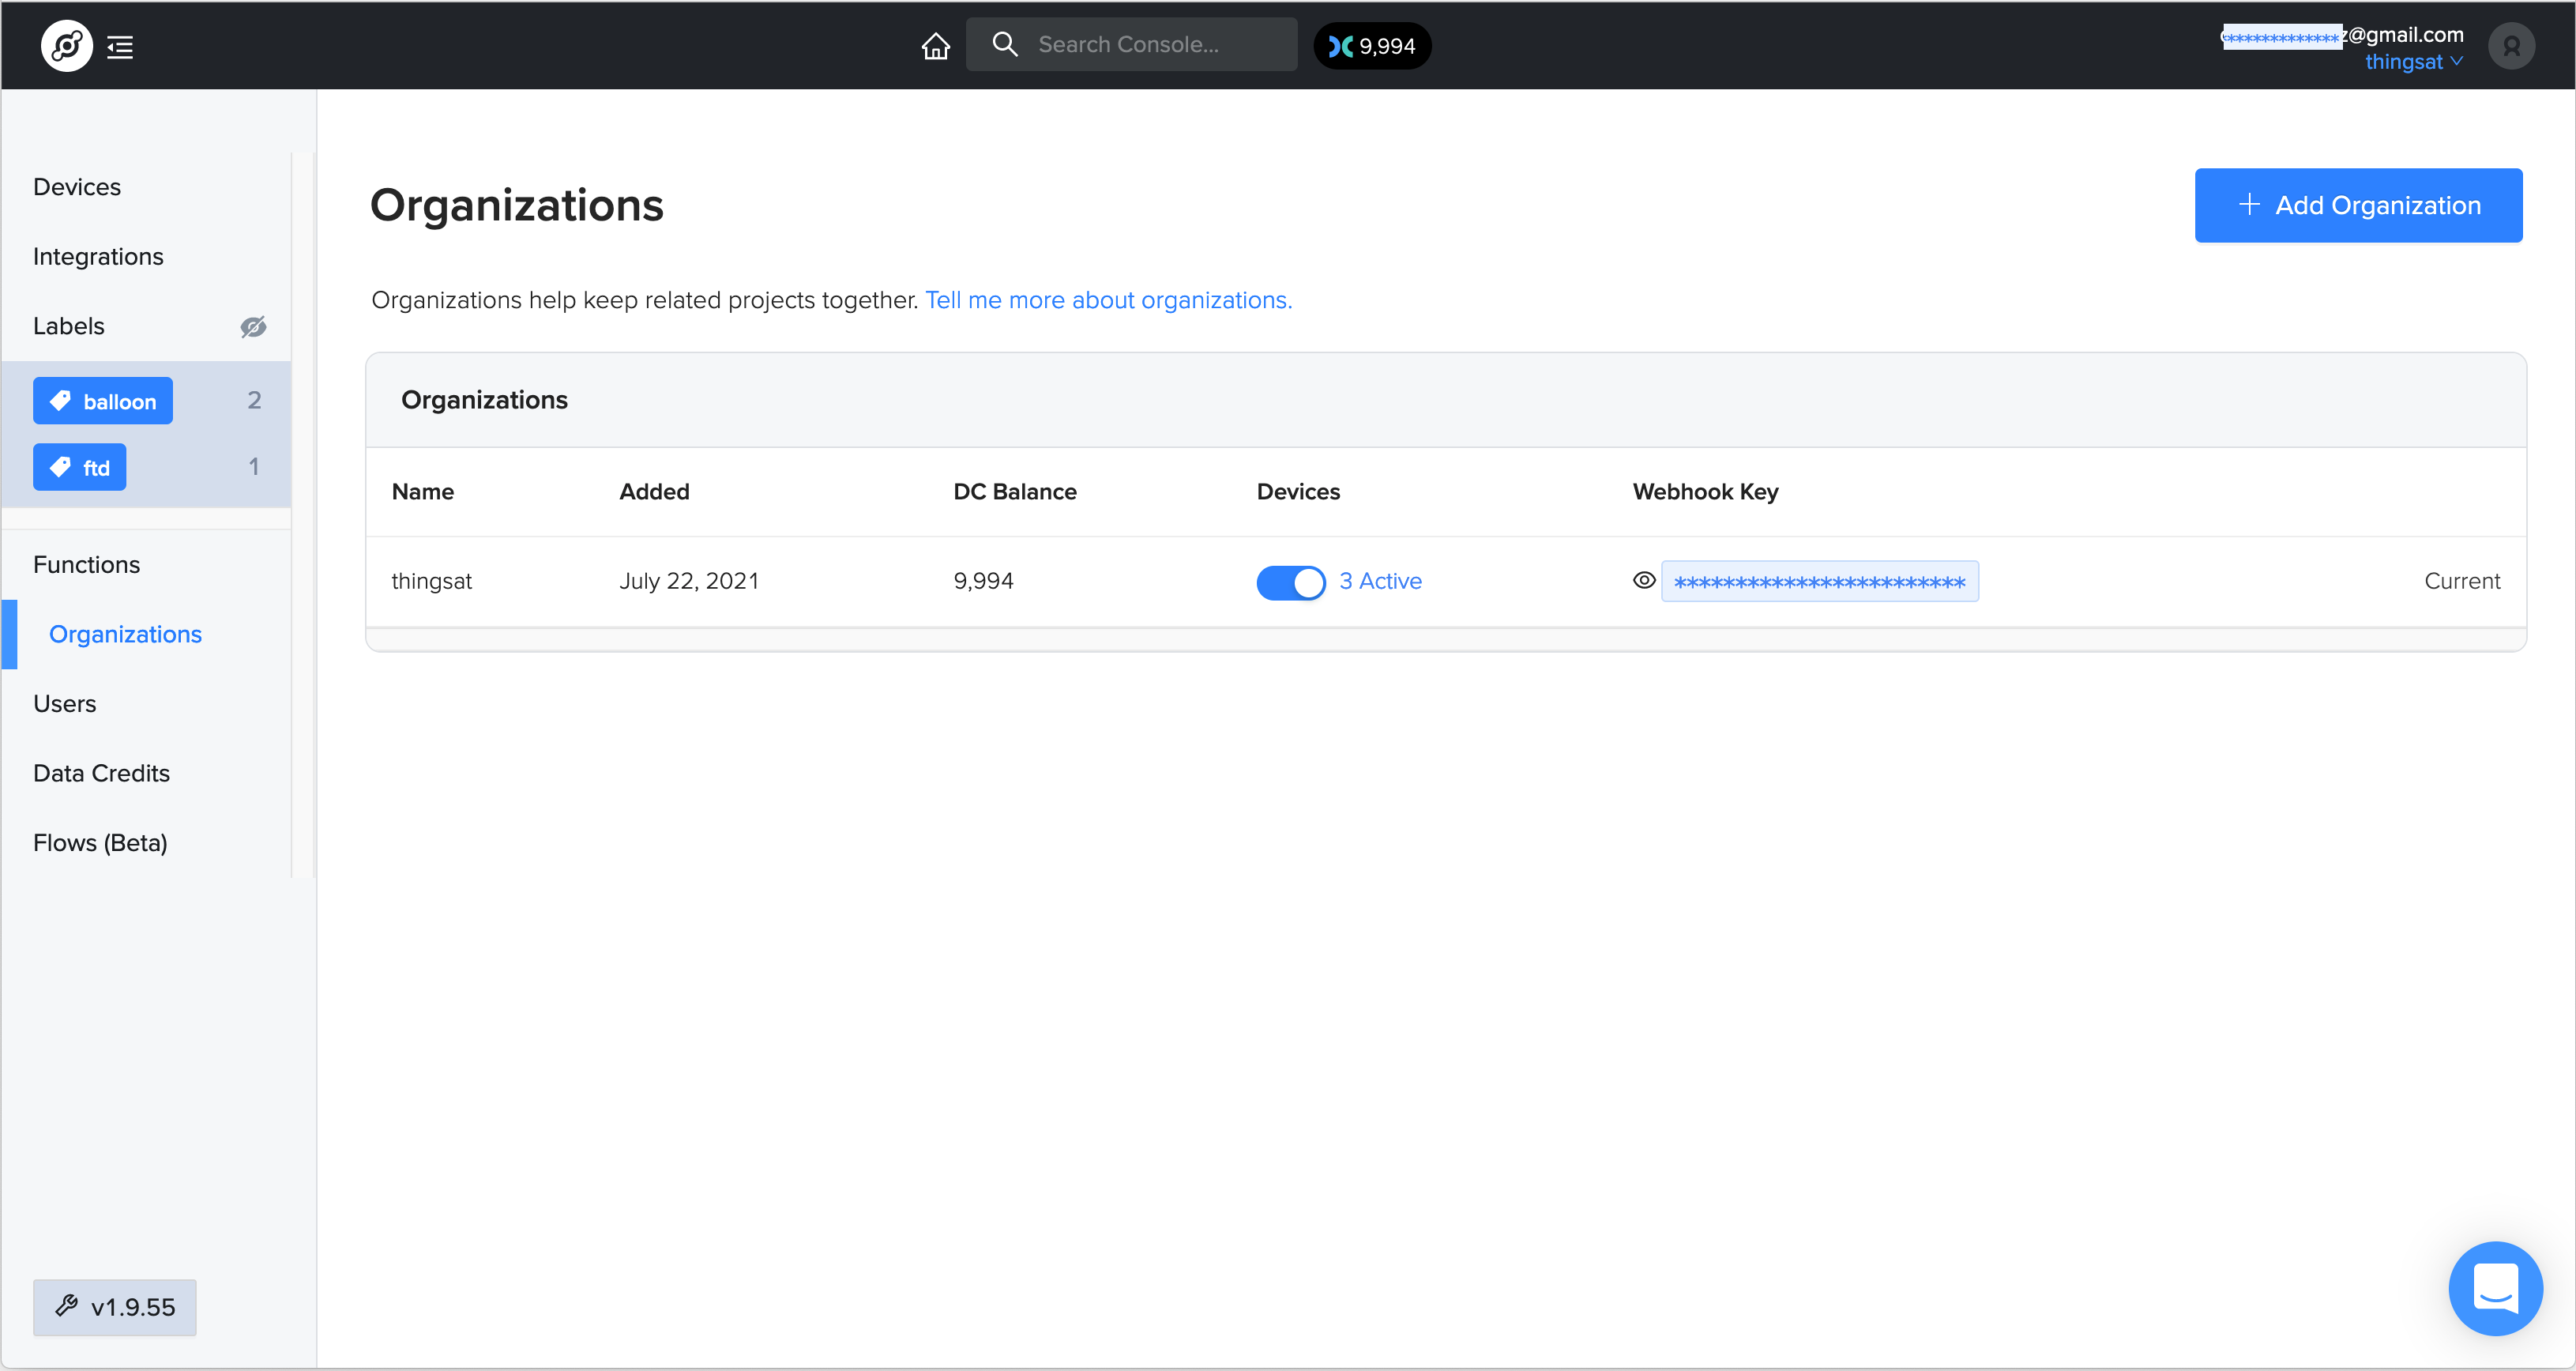 Search Console...
9,994
*************z@gmail.com
thingsat
Devices
Integrations
Labels
balloon 2
ftd 1
Functions
Organizations
Users
Data Credits
Flows (Beta)
v1.9.55
Organizations
+ Add Organization
Organizations help keep related projects together. Tell me more about organizations.
Organizations
Name Added DC Balance Devices Webhook Key
thingsat July 22, 2021 9,994 3 Active ************************ Current